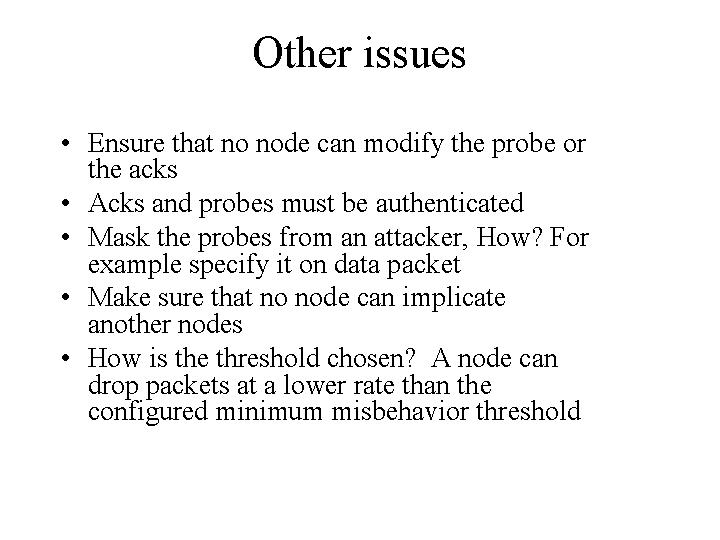 Other issues
• Ensure that no node can modify the probe or
the acks
• Acks and probes must be authenticated
• Mask the probes from an attacker, How? For
example specify it on data packet
• Make sure that no node can implicate
another nodes
• How is the threshold chosen?  A node can
drop packets at a lower rate than the
configured minimum misbehavior threshold